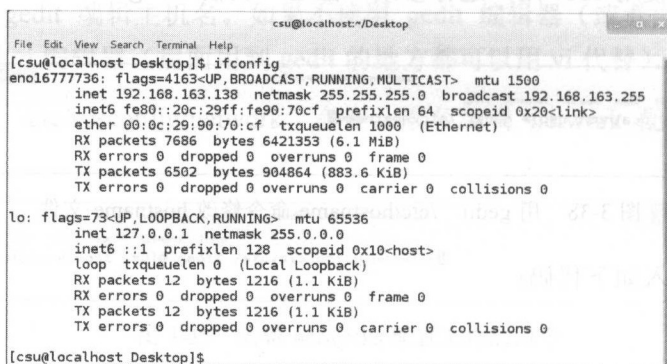 csu@localhost:~/Desktop
File Edit View Search Terminal Help
[csu@localhost Desktop]$ ifconfig
eno16777736: flags=4163<UP,BROADCAST,RUNNING,MULTICAST>  mtu 1500
        inet 192.168.163.138  netmask 255.255.255.0  broadcast 192.168.163.255
        inet6 fe80::20c:29ff:fe90:70cf  prefixlen 64  scopeid 0x20<link>
        ether 00:0c:29:90:70:cf  txqueuelen 1000  (Ethernet)
        RX packets 7686  bytes 6421353 (6.1 MiB)
        RX errors 0  dropped 0  overruns 0  frame 0
        TX packets 6502  bytes 904864 (883.6 KiB)
        TX errors 0  dropped 0 overruns 0  carrier 0  collisions 0

lo: flags=73<UP,LOOPBACK,RUNNING>  mtu 65536
        inet 127.0.0.1  netmask 255.0.0.0
        inet6 ::1  prefixlen 128  scopeid 0x10<host>
        loop  txqueuelen 0  (Local Loopback)
        RX packets 12  bytes 1216 (1.1 KiB)
        RX errors 0  dropped 0  overruns 0  frame 0
        TX packets 12  bytes 1216 (1.1 KiB)
        TX errors 0  dropped 0 overruns 0  carrier 0  collisions 0

[csu@localhost Desktop]$